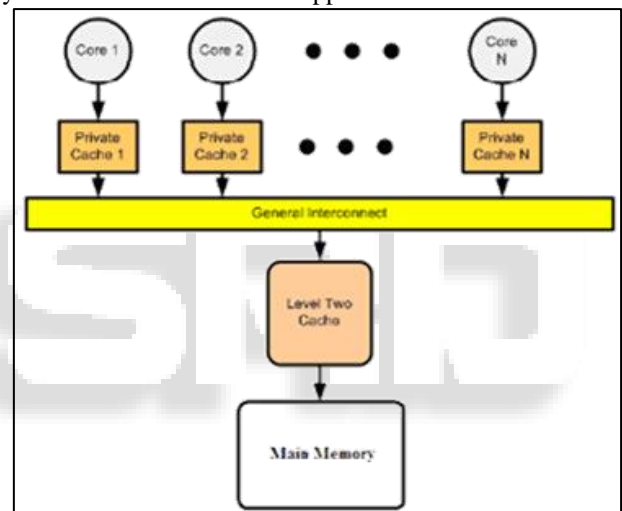 Core 1
Core 2
Core
N
Private
Cache 1
Private
Cache 2
Private
Cache N
General Interconnect
Level Two
Cache
Main Memory